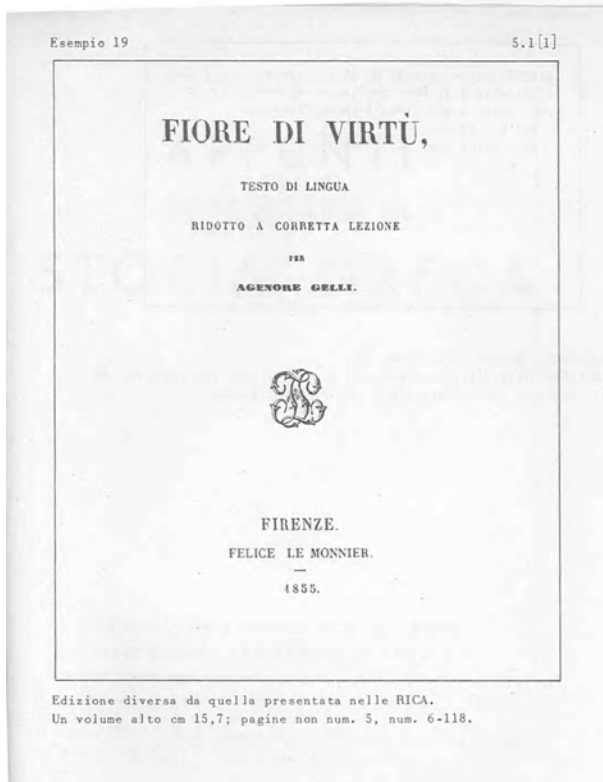 Esempio 19 5.1[1]
FIORE DI VIRTÙ,
TESTO DI LINGUA
RIDOTTO A CORRETTA LEZIONE
PER
AGENORE GELLI.
FIRENZE.
FELICE LE MONNIER.
1855.
Edizione diversa da quella presentata nelle RICA.
Un volume alto cm 15,7; pagine non num. 5, num. 6-118.